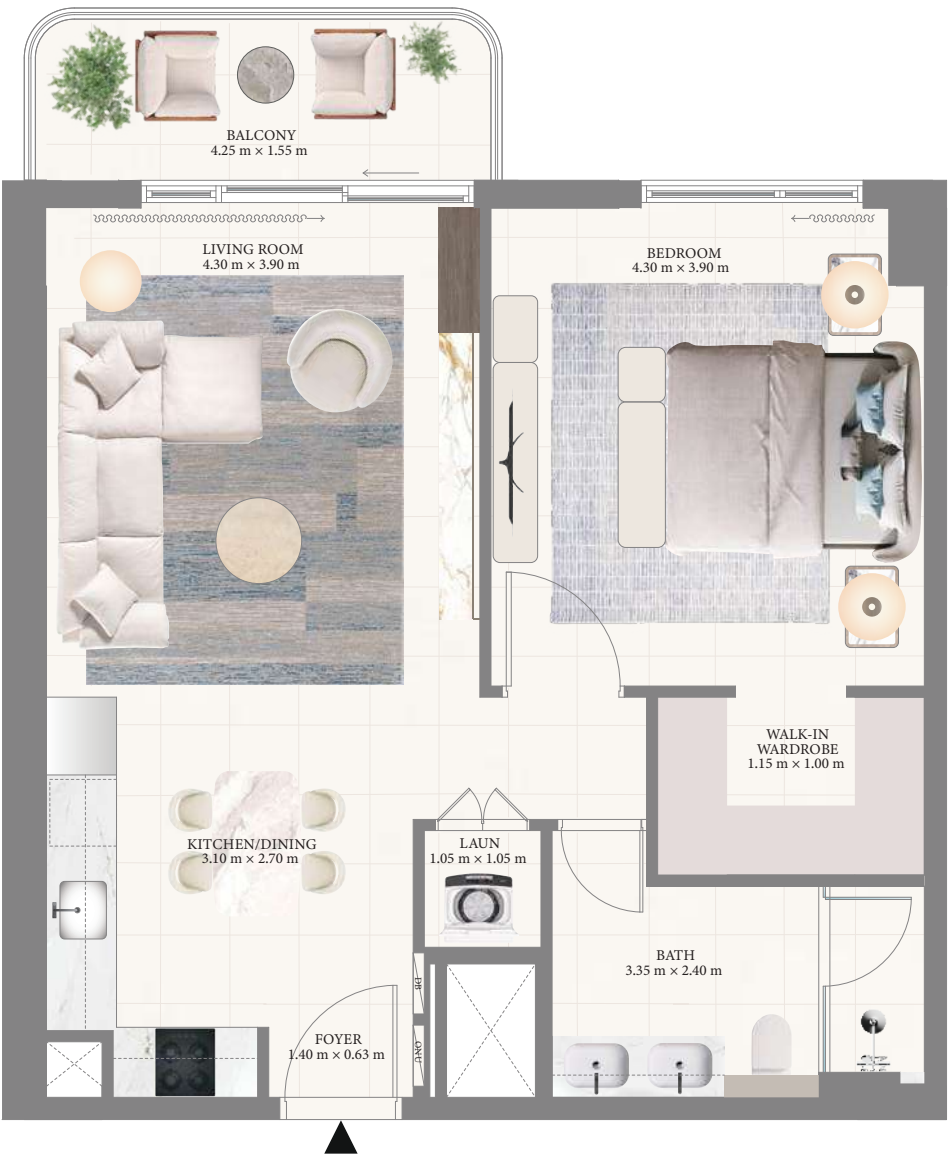 BALCONY
4.25 m × 1.55 m
LIVING ROOM
4.30 m × 3.90 m
BEDROOM
4.30 m × 3.90 m
WALK-IN
WARDROBE
1.15 m × 1.00 m
KITCHEN/DINING
3.10 m × 2.70 m
LAUN
1.05 m × 1.05 m
BATH
3.35 m × 2.40 m
DB
FOYER
1.40 m × 0.63 m
ONU